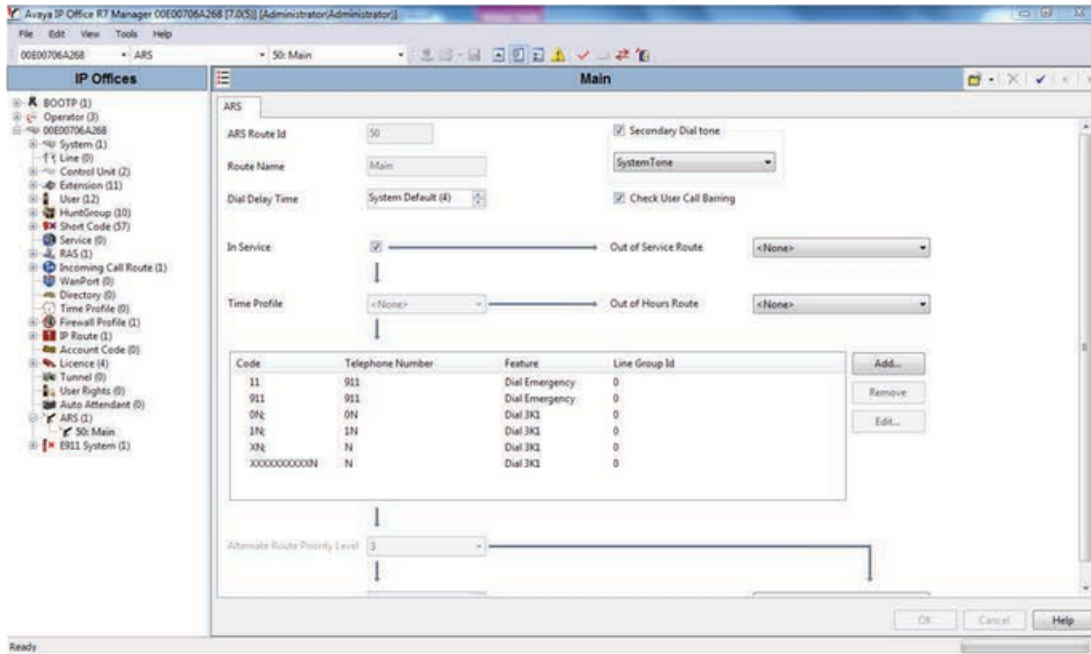 Avaya IP Office R7 Manager 00E00706A268 [7.0(5)] [Administrator(Administrator)]
File Edit View Tools Help
00E00706A268 ARS 50: Main
IP Offices
Main
BOOTP (1)
Operator (3)
00E00706A268
System (1)
Line (0)
Control Unit (2)
Extension (11)
User (12)
HuntGroup (10)
Short Code (57)
Service (0)
RAS (1)
Incoming Call Route (1)
WanPort (0)
Directory (0)
Time Profile (0)
Firewall Profile (1)
IP Route (1)
Account Code (0)
Licence (4)
Tunnel (0)
User Rights (0)
Auto Attendant (0)
ARS (1)
50: Main
E911 System (1)
ARS
ARS Route Id 50
Secondary Dial tone
Route Name Main
SystemTone
Dial Delay Time System Default (4)
Check User Call Barring
In Service
Out of Service Route <None>
Time Profile <None>
Out of Hours Route <None>
Code Telephone Number Feature Line Group Id
11 911 Dial Emergency 0
911 911 Dial Emergency 0
0N; 0N Dial 3K1 0
1N; 1N Dial 3K1 0
XN; N Dial 3K1 0
XXXXXXXXXXN N Dial 3K1 0
Add...
Remove
Edit...
Alternate Route Priority Level 3
OK Cancel Help
Ready